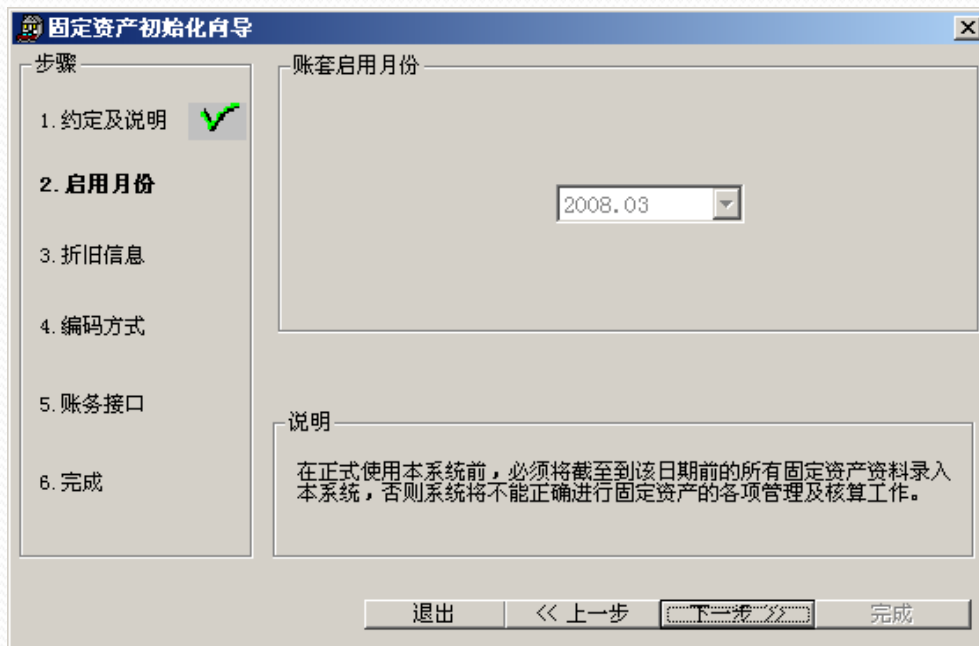 固定资产初始化向导
步骤
1.约定及说明
2.启用月份
3.折旧信息
4.编码方式
5.账务接口
6.完成
账套启用月份
2008.03
说明
在正式使用本系统前，必须将截至到该日期前的所有固定资产资料录入
本系统，否则系统将不能正确进行固定资产的各项管理及核算工作。
退出
<< 上一步
下一步 >>
完成